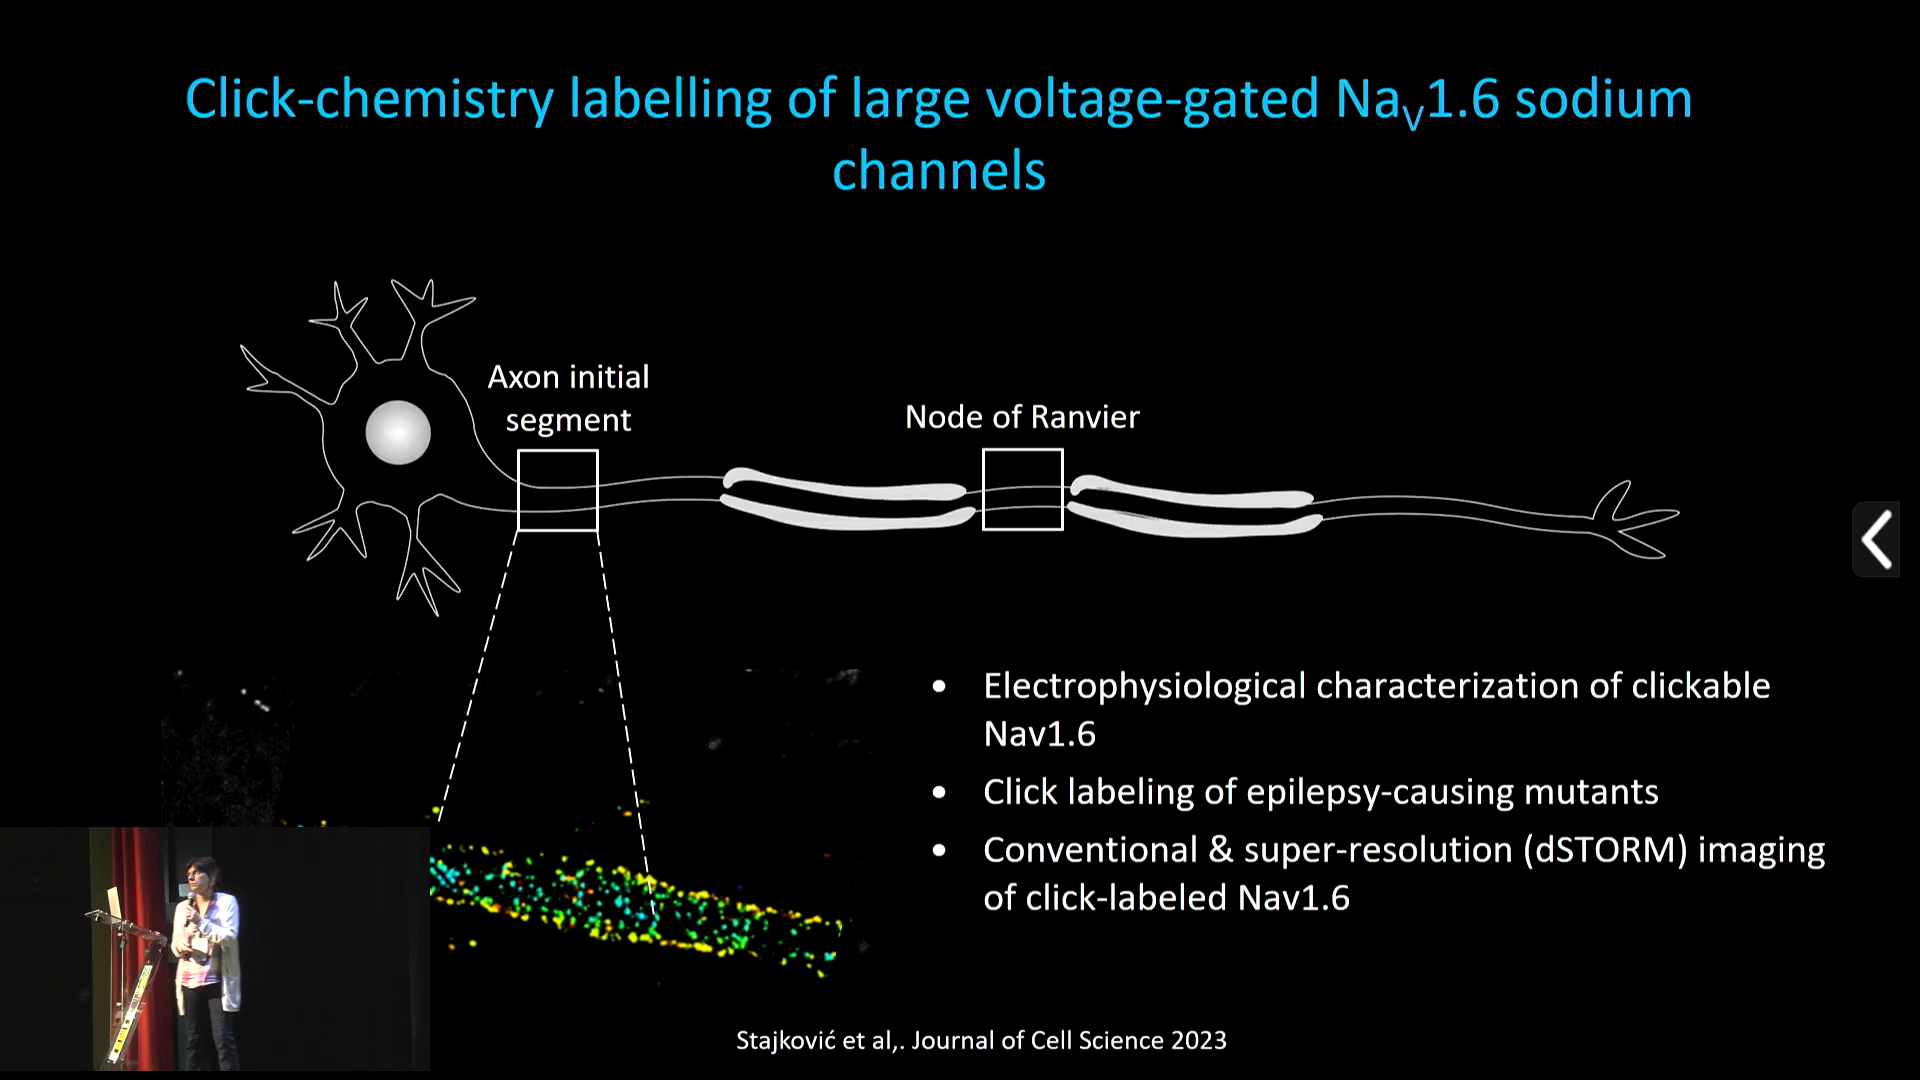 Click-chemistry labelling of large voltage-gated NaV1.6 sodium
channels
Axon initial
segment
Node of Ranvier
• Electrophysiological characterization of clickable
Nav1.6
• Click labeling of epilepsy-causing mutants
• Conventional & super-resolution (dSTORM) imaging
of click-labeled Nav1.6
Stajković et al,. Journal of Cell Science 2023